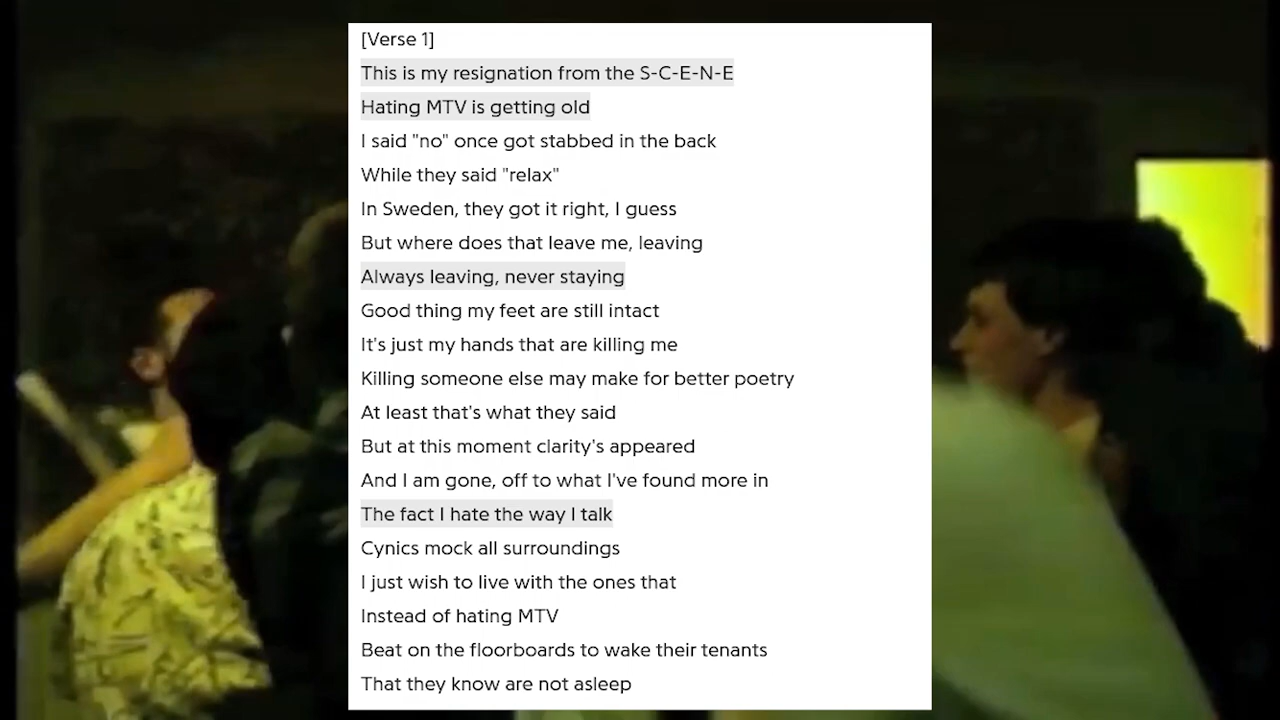 [Verse 1]
This is my resignation from the S-C-E-N-E
Hating MTV is getting old
I said "no" once got stabbed in the back
While they said "relax"
In Sweden, they got it right, I guess
But where does that leave me, leaving
Always leaving, never staying
Good thing my feet are still intact
It's just my hands that are killing me
Killing someone else may make for better poetry
At least that's what they said
But at this moment clarity's appeared
And I am gone, off to what I've found more in
The fact I hate the way I talk
Cynics mock all surroundings
I just wish to live with the ones that
Instead of hating MTV
Beat on the floorboards to wake their tenants
That they know are not asleep